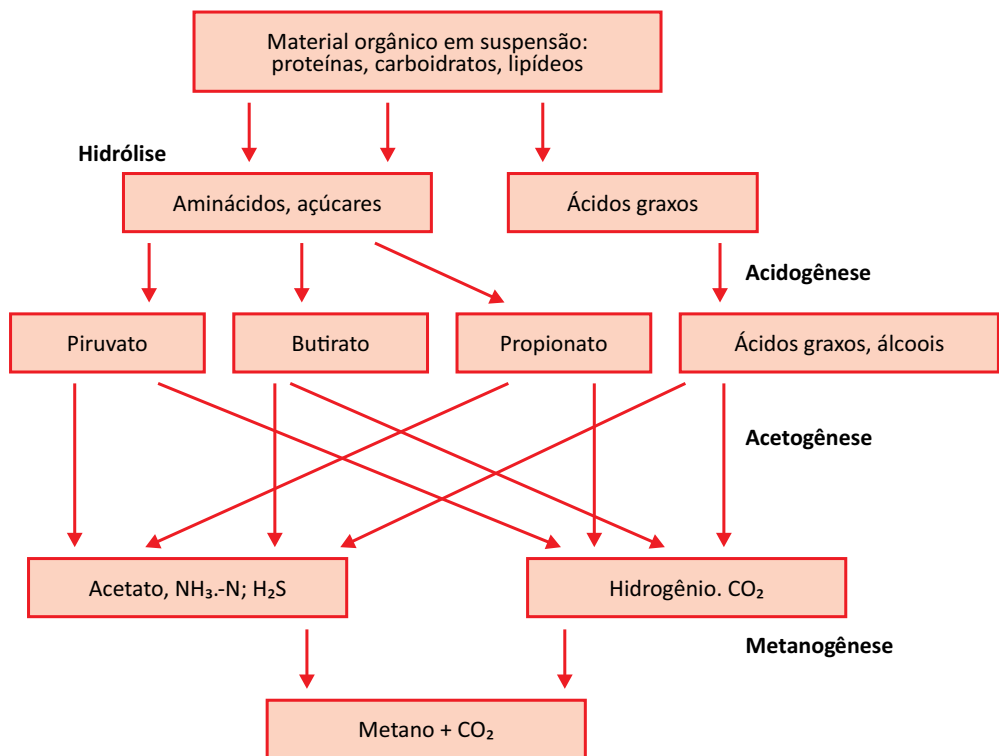 Material orgânico em suspensão:
proteínas, carboidratos, lipídeos
Hidrólise
Aminácidos, açúcares
Ácidos graxos
Acidogênese
Piruvato
Butirato
Propionato
Ácidos graxos, álcoois
Acetogênese
Acetato, NH₃.-N; H₂S
Hidrogênio. CO₂
Metanogênese
Metano + CO₂